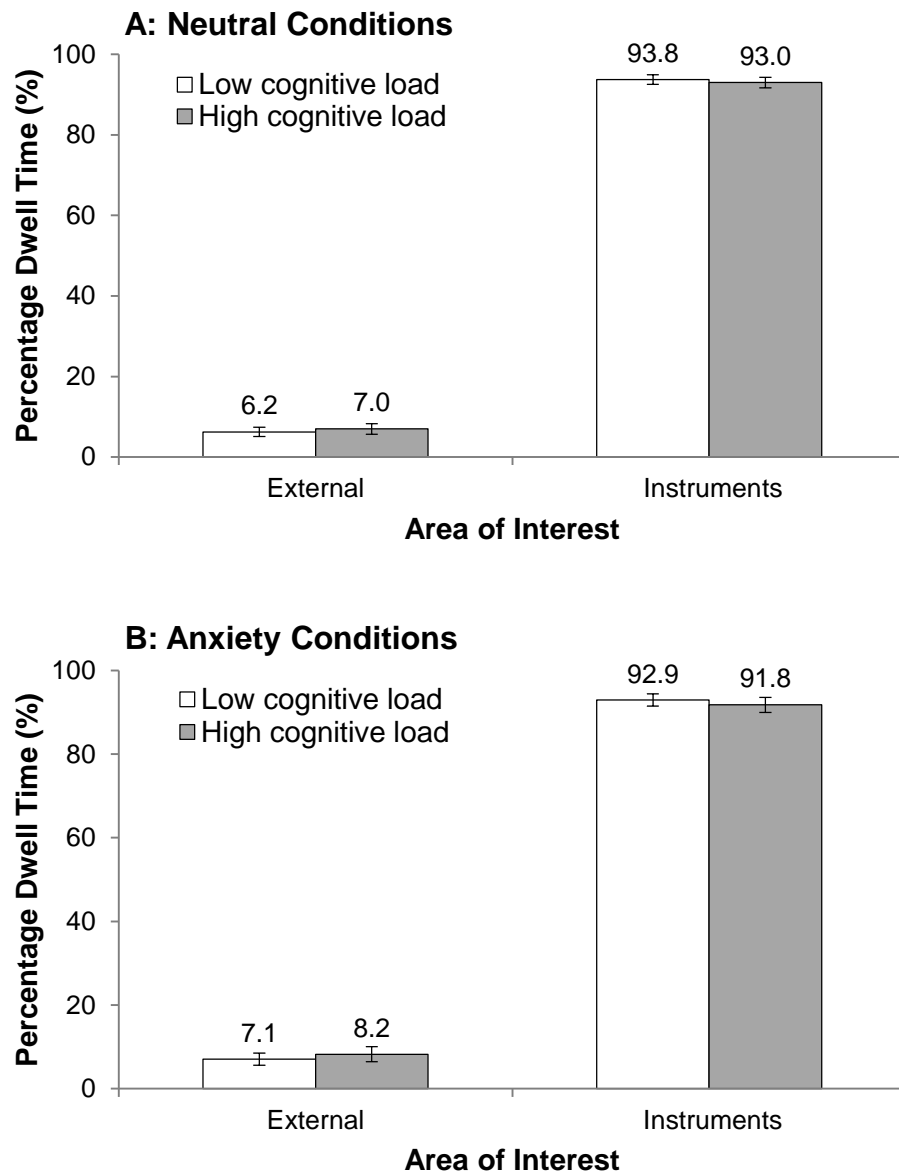 A: Neutral Conditions
Percentage Dwell Time (%)
100
80
60
40
20
0
Low cognitive load
High cognitive load
6.2
7.0
93.8
93.0
External
Instruments
Area of Interest
B: Anxiety Conditions
Percentage Dwell Time (%)
100
80
60
40
20
0
Low cognitive load
High cognitive load
7.1
8.2
92.9
91.8
External
Instruments
Area of Interest